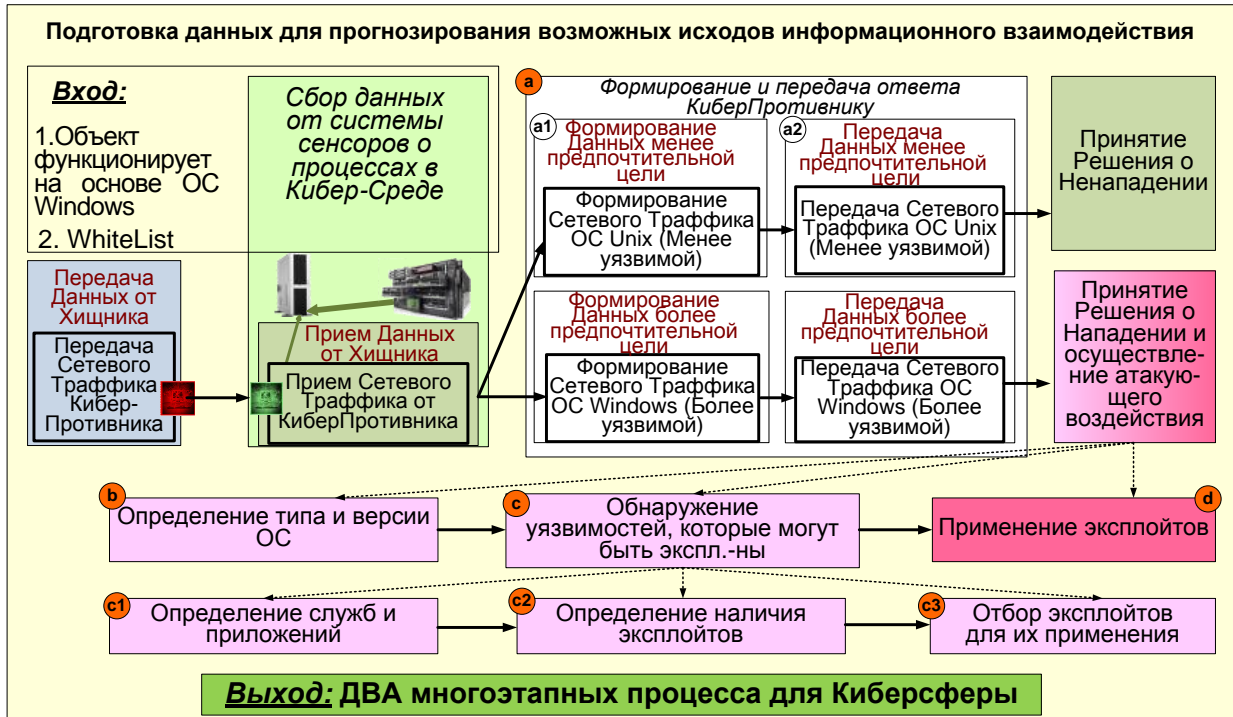 Подготовка данных для прогнозирования возможных исходов информационного взаимодействия
Вход:
1.Объект
функционирует
на основе ОС
Windows
2. WhiteList
Сбор данных
от системы
сенсоров о
процессах в
Кибер-Среде
Передача
Данных от
Хищника
Передача
Сетевого
Траффика
Кибер-
Противника
Прием Данных
от Хищника
Прием Сетевого
Траффика от
КиберПротивника
a
Формирование и передача ответа
КиберПротивнику
a1
Формирование
Данных менее
предпочтительной
цели
Формирование
Сетевого Траффика
ОС Unix (Менее
уязвимой)
a2
Передача
Данных менее
предпочтительной
цели
Передача Сетевого
Траффика ОС Unix
(Менее уязвимой)
Принятие
Решения о
Ненападении
Формирование
Данных более
предпочтительной
цели
Формирование
Сетевого Траффика
ОС Windows (Более
уязвимой)
Передача
Данных более
предпочтительной
цели
Передача Сетевого
Траффика ОС
Windows (Более
уязвимой)
Принятие
Решения о
Нападении и
осуществле-
ние атакую-
щего
воздействия
b
Определение типа и версии
ОС
c
Обнаружение
уязвимостей, которые могут
быть экспл.-ны
d
Применение эксплойтов
c1
Определение служб и
приложений
c2
Определение наличия
эксплойтов
c3
Отбор эксплойтов
для их применения
Выход: ДВА многоэтапных процесса для Киберсферы